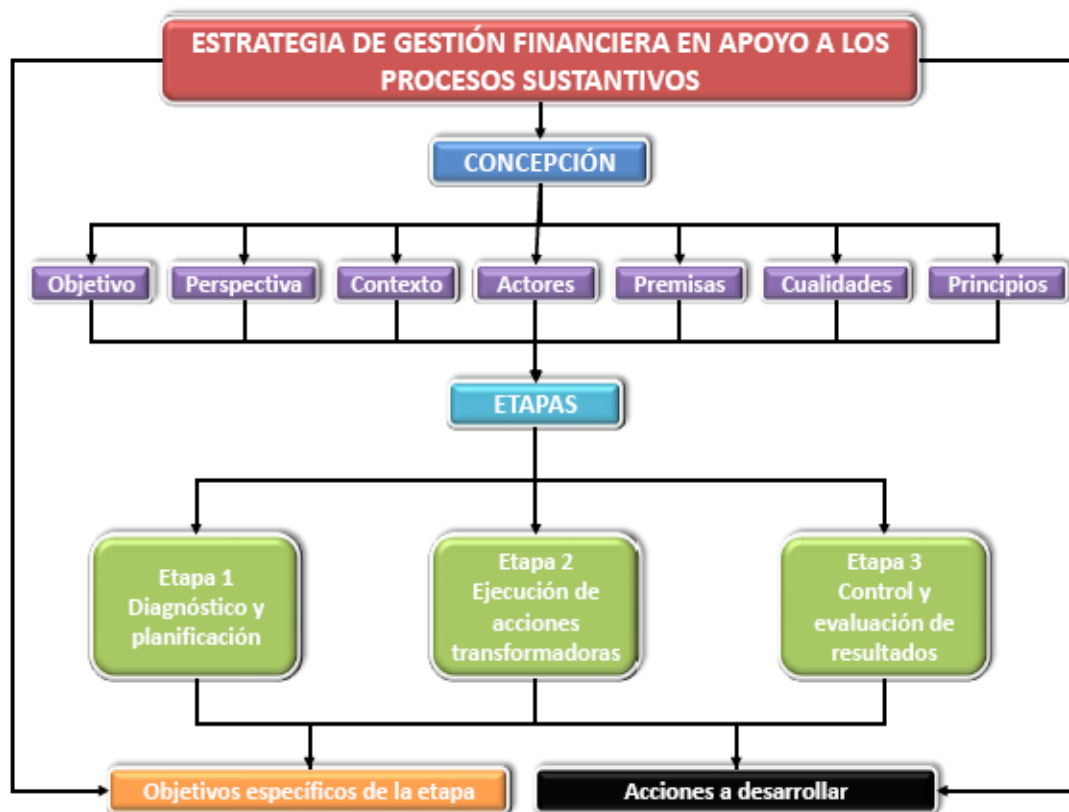 ESTRATEGIA DE GESTIÓN FINANCIERA EN APOYO A LOS
PROCESOS SUSTANTIVOS
CONCEPCIÓN
Objetivo
Perspectiva
Contexto
Actores
Premisas
Cualidades
Principios
ETAPAS
Etapa 1
Diagnóstico y
planificación
Etapa 2
Ejecución de
acciones
transformadoras
Etapa 3
Control y
evaluación de
resultados
Objetivos específicos de la etapa
Acciones a desarrollar